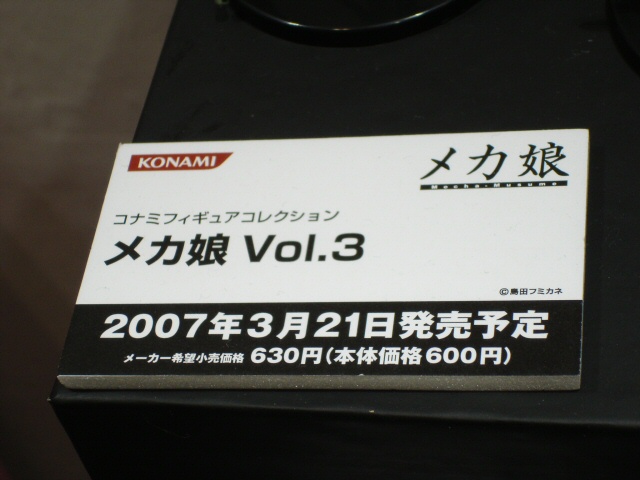 KONAMI
メカ娘
Mecha-Musume
コナミフィギュアコレクション
メカ娘 Vol.3
©島田フミカネ
2007年3月21日発売予定
メーカー希望小売価格 630円(本体価格600円)